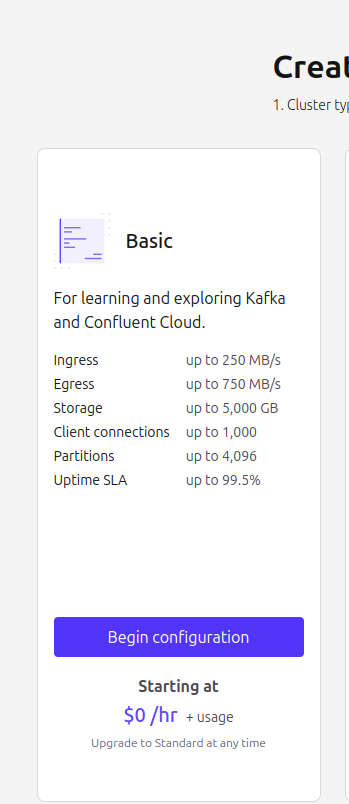 Creat
1. Cluster typ
Basic
For learning and exploring Kafka
and Confluent Cloud.
Ingress up to 250 MB/s
Egress up to 750 MB/s
Storage up to 5,000 GB
Client connections up to 1,000
Partitions up to 4,096
Uptime SLA up to 99.5%
Begin configuration
Starting at
$0 /hr + usage
Upgrade to Standard at any time